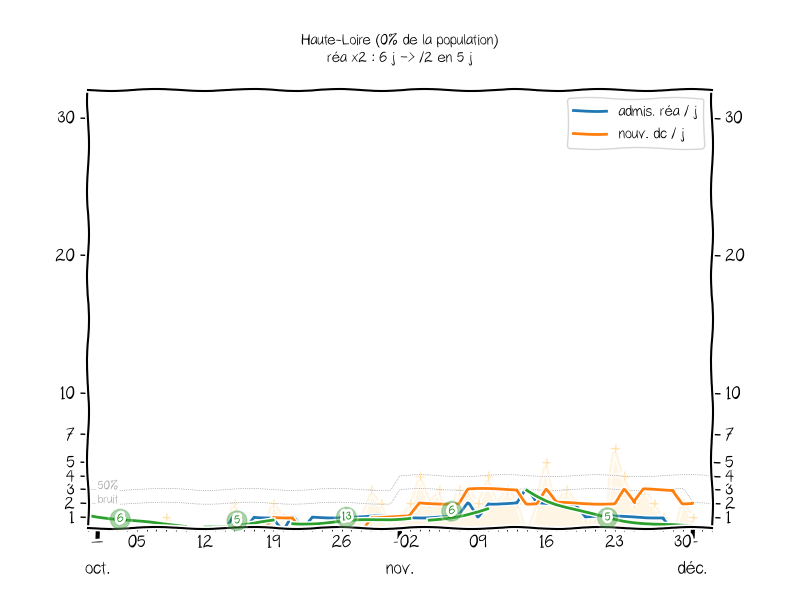 Haute-Loire (0% de la population)
réa x2 : 6 j -> /2 en 5 j
admis. réa / j
nouv. dc / j
30 30
20 20
10 10
7 7
5 5
4 4
3 3
2 2
1 1
50%
bruit
6 5 13 6 5
05 12 19 26 02 09 16 23 30
oct. nov. déc.